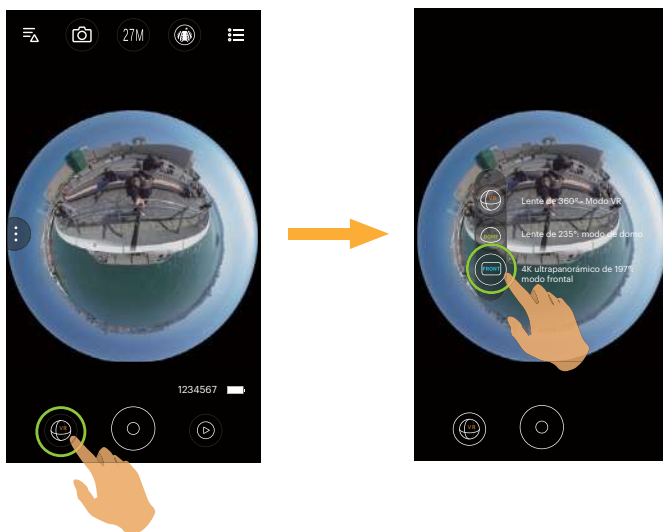 27M
1234567
VR
VR
Lente de 360º - Modo VR
DOME
Lente de 235º: modo de domo
FRONT
4K ultrapanorámico de 197º:
modo frontal
VR